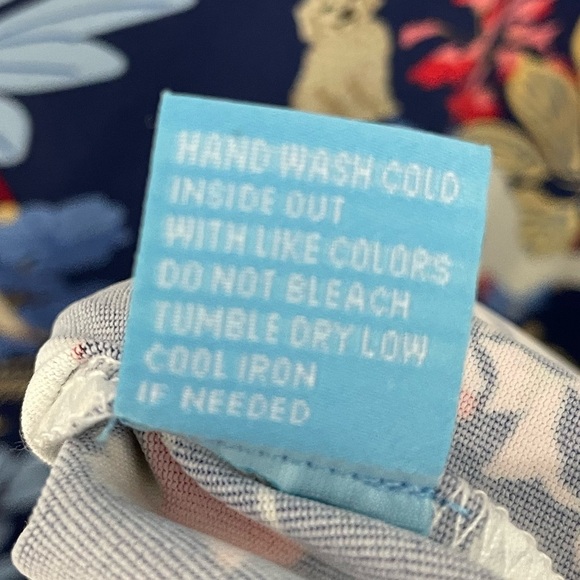 HAND WASH COLD
INSIDE OUT
WITH LIKE COLORS
DO NOT BLEACH
TUMBLE DRY LOW
COOL IRON
IF NEEDED